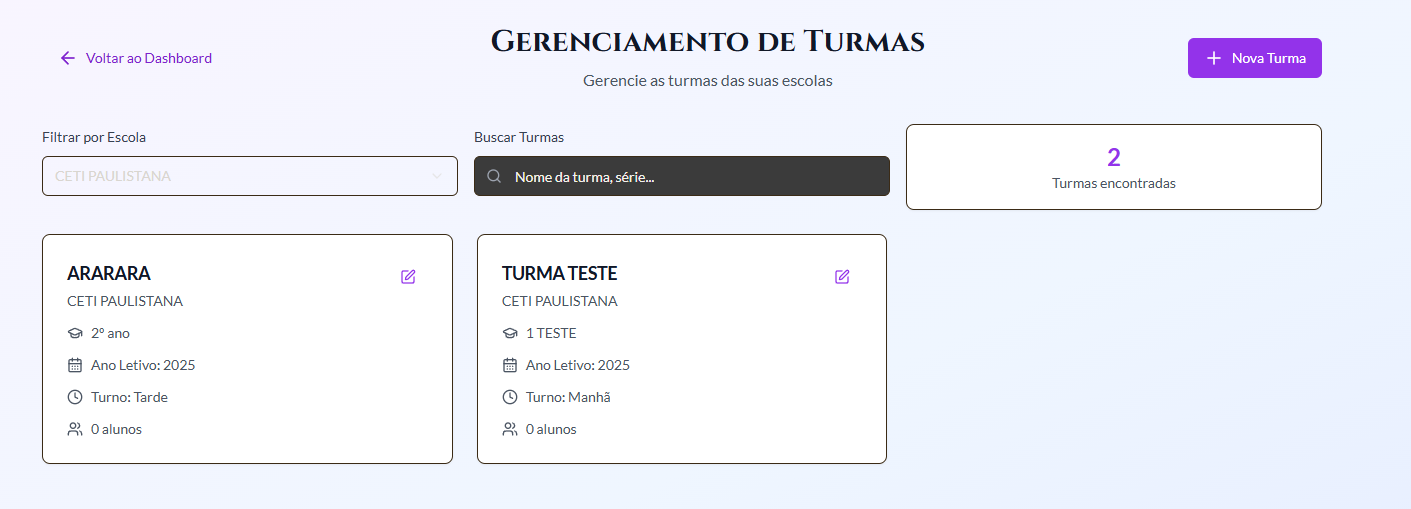 Voltar ao Dashboard
Gerenciamento de Turmas
Gerencie as turmas das suas escolas
Nova Turma
Filtrar por Escola
CETI PAULISTANA
Buscar Turmas
Nome da turma, série...
2
Turmas encontradas
ARARARA
CETI PAULISTANA
2º ano
Ano Letivo: 2025
Turno: Tarde
0 alunos
TURMA TESTE
CETI PAULISTANA
1 TESTE
Ano Letivo: 2025
Turno: Manhã
0 alunos